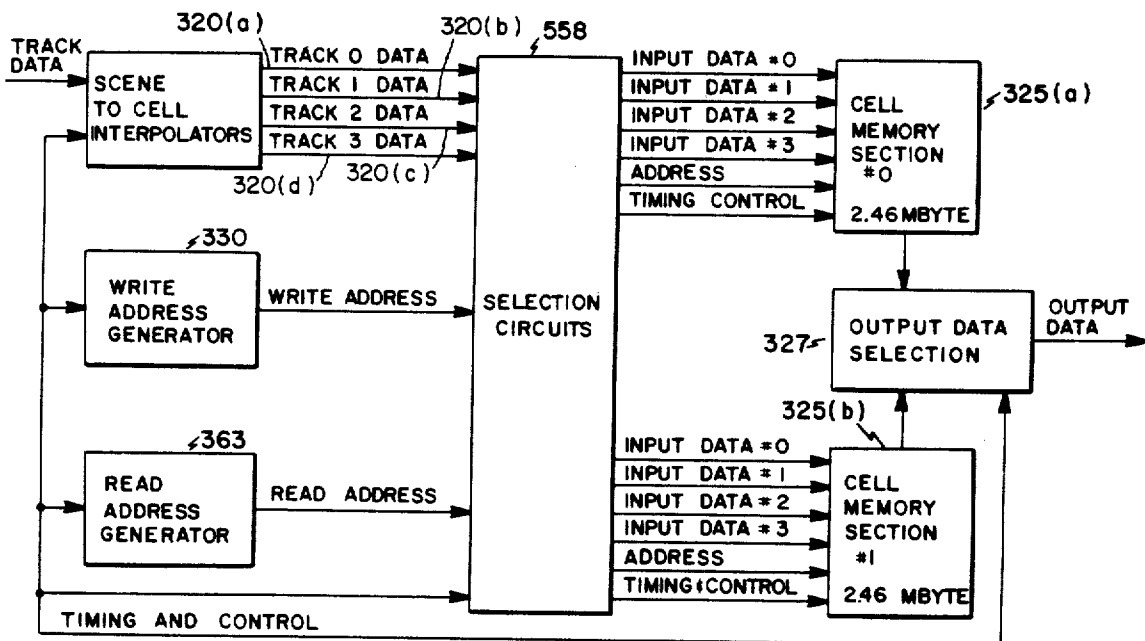 320(a)
320(b)
558
TRACK
DATA
SCENE
TO CELL
INTERPOLATORS
TRACK 0 DATA
TRACK 1 DATA
TRACK 2 DATA
TRACK 3 DATA
320(d)
320(c)
INPUT DATA #0
INPUT DATA #1
INPUT DATA #2
INPUT DATA #3
ADDRESS
TIMING CONTROL
CELL
MEMORY
SECTION
#0
2.46 MBYTE
325(a)
330
WRITE
ADDRESS
GENERATOR
WRITE ADDRESS
SELECTION
CIRCUITS
327
OUTPUT DATA
SELECTION
OUTPUT
DATA
363
READ
ADDRESS
GENERATOR
READ ADDRESS
325(b)
INPUT DATA #0
INPUT DATA #1
INPUT DATA #2
INPUT DATA #3
ADDRESS
TIMING & CONTROL
CELL
MEMORY
SECTION
#1
2.46 MBYTE
TIMING AND CONTROL